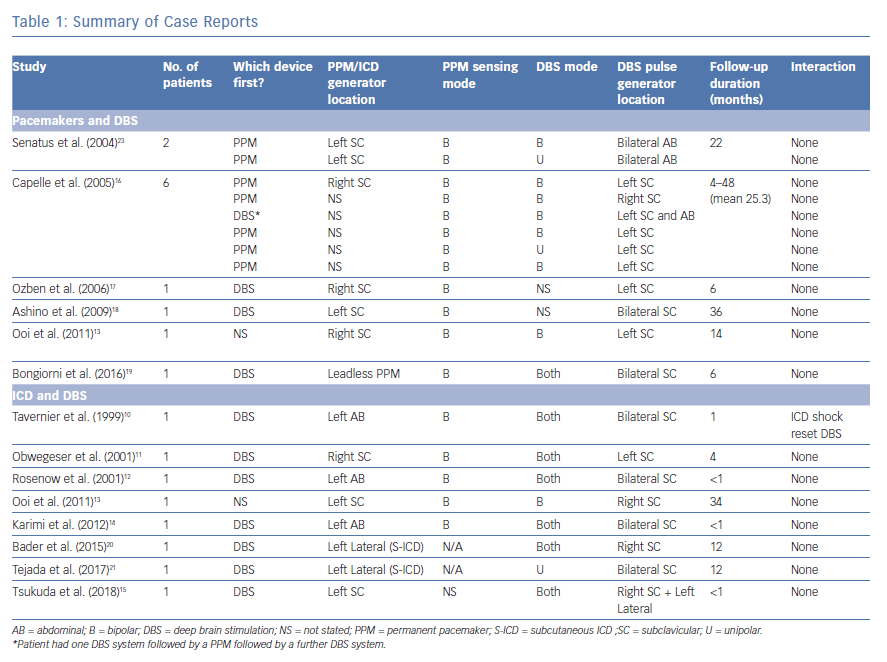 Table 1: Summary of Case Reports
Study No. of patients Which device first? PPM/ICD generator location PPM sensing mode DBS mode DBS pulse generator location Follow-up duration (months) Interaction
Pacemakers and DBS
Senatus et al. (2004)²³ 2 PPM Left SC B B Bilateral AB 22 None
PPM Left SC B U Bilateral AB None
Capelle et al. (2005)¹⁶ 6 PPM Right SC B B Left SC 4–48 None
PPM NS B B Right SC (mean 25.3) None
DBS* NS B B Left SC and AB None
PPM NS B B Left SC None
PPM NS B U Left SC None
PPM NS B B Left SC None
Ozben et al. (2006)¹⁷ 1 DBS Right SC B NS Left SC 6 None
Ashino et al. (2009)¹⁸ 1 DBS Left SC B NS Bilateral SC 36 None
Ooi et al. (2011)¹³ 1 NS Right SC B B Left SC 14 None
Bongiorni et al. (2016)¹⁹ 1 DBS Leadless PPM B Both Bilateral SC 6 None
ICD and DBS
Tavernier et al. (1999)¹⁰ 1 DBS Left AB B Both Bilateral SC 1 ICD shock
reset DBS
Obwegeser et al. (2001)¹¹ 1 DBS Right SC B Both Left SC 4 None
Rosenow et al. (2001)¹² 1 DBS Left AB B Both Bilateral SC <1 None
Ooi et al. (2011)¹³ 1 NS Left SC B B Right SC 34 None
Karimi et al. (2012)¹⁴ 1 DBS Left AB B Both Bilateral SC <1 None
Bader et al. (2015)²⁰ 1 DBS Left Lateral (S-ICD) N/A Both Right SC 12 None
Tejada et al. (2017)²¹ 1 DBS Left Lateral (S-ICD) N/A U Bilateral SC 12 None
Tsukuda et al. (2018)¹⁵ 1 DBS Left SC NS Both Right SC + Left <1 None
Lateral
AB = abdominal; B = bipolar; DBS = deep brain stimulation; NS = not stated; PPM = permanent pacemaker; S-ICD = subcutaneous ICD ;SC = subclavicular; U = unipolar.
*Patient had one DBS system followed by a PPM followed by a further DBS system.